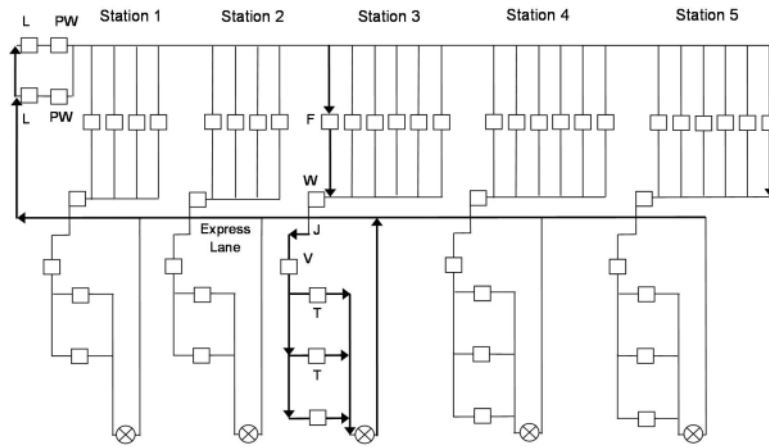 L PW Station 1 Station 2 Station 3 Station 4 Station 5
L PW F
W
Express
Lane
J
V
T
T